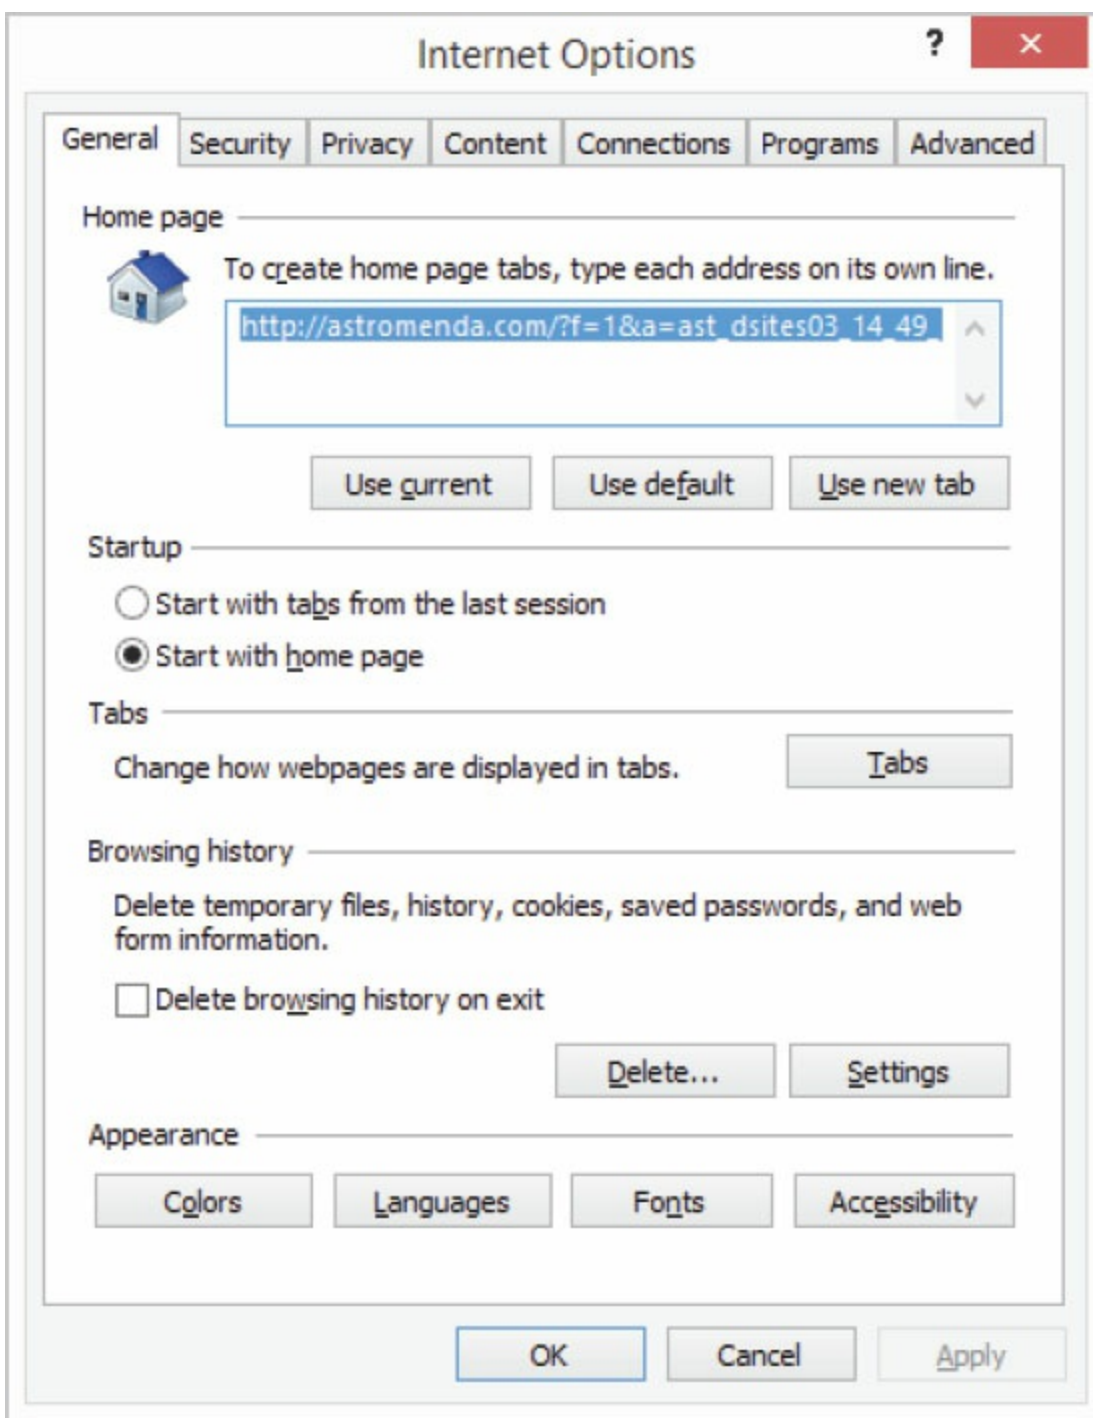 Internet Options
?
General Security Privacy Content Connections Programs Advanced
Home page
To create home page tabs, type each address on its own line.
http://astromenda.com/?f=1&a=ast_dsites03_14_49_
Use current Use default Use new tab
Startup
Start with tabs from the last session
Start with home page
Tabs
Change how webpages are displayed in tabs. Tabs
Browsing history
Delete temporary files, history, cookies, saved passwords, and web
form information.
Delete browsing history on exit
Delete... Settings
Appearance
Colors Languages Fonts Accessibility
OK Cancel Apply